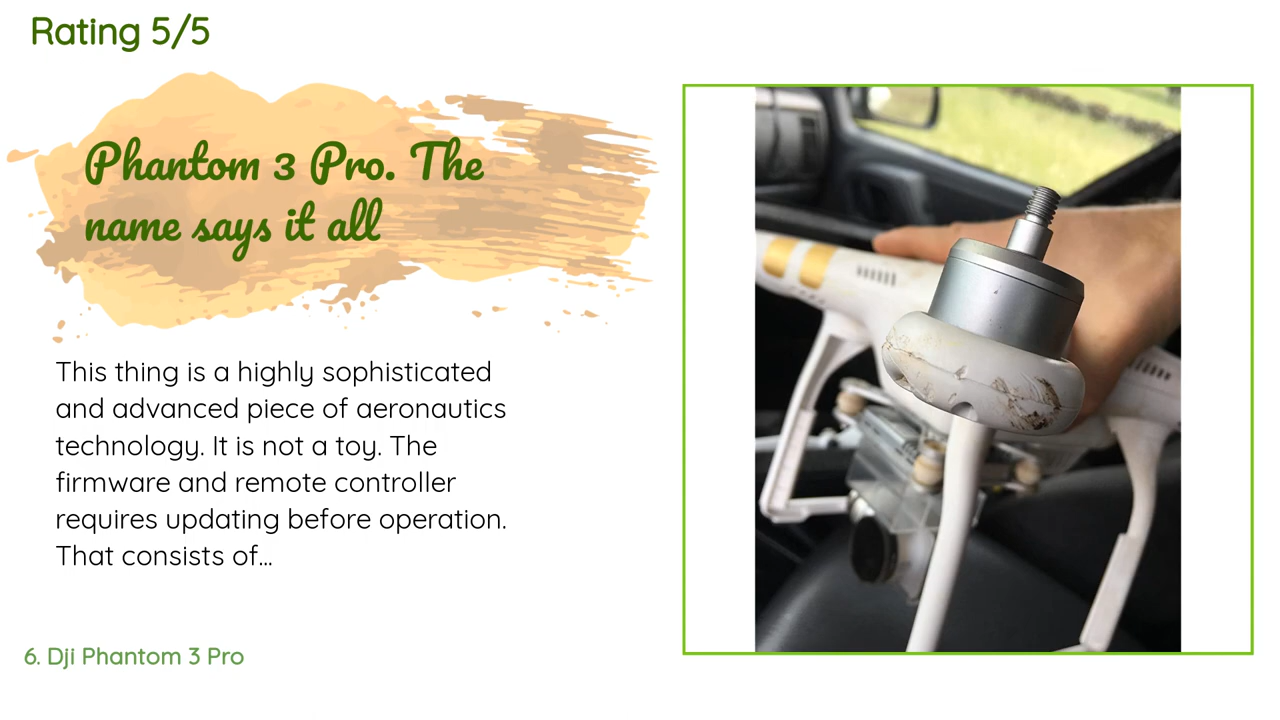 Rating 5/5
Phantom 3 Pro. The
name says it all
This thing is a highly sophisticated
and advanced piece of aeronautics
technology. It is not a toy. The
firmware and remote controller
requires updating before operation.
That consists of...
6. Dji Phantom 3 Pro